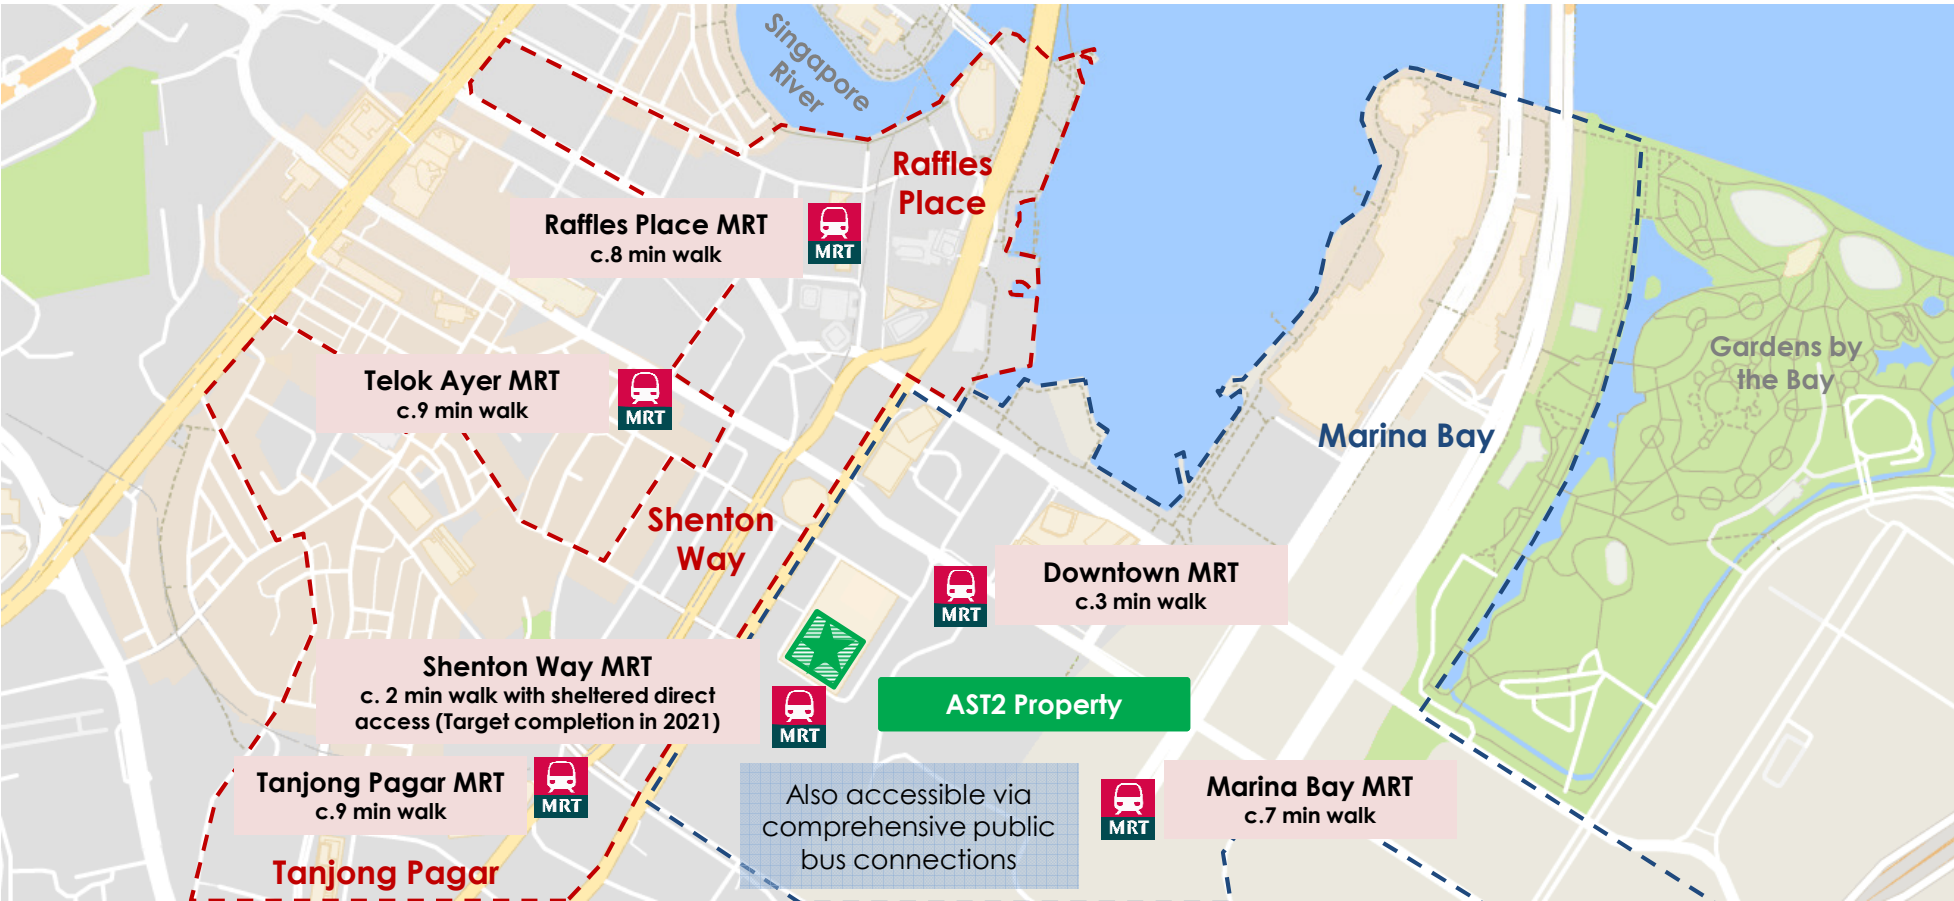 Singapore
River
Raffles
Place
Raffles Place MRT
c.8 min walk
MRT
Gardens by
the Bay
Telok Ayer MRT
c.9 min walk
MRT
Marina Bay
Shenton
Way
Downtown MRT
c.3 min walk
MRT
Shenton Way MRT
c. 2 min walk with sheltered direct
access (Target completion in 2021)
MRT
AST2 Property
Tanjong Pagar MRT
c.9 min walk
MRT
Also accessible via
comprehensive public
bus connections
MRT
Marina Bay MRT
c.7 min walk
Tanjong Pagar